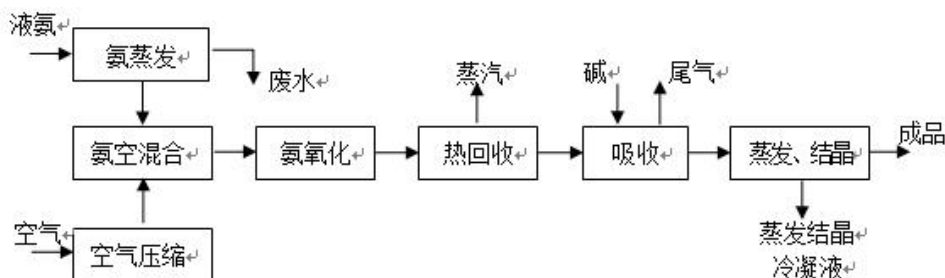 液氨
氨蒸发
废水
蒸汽
碱
尾气
成品
氨空混合
氨氧化
热回收
吸收
蒸发、结晶
空气
空气压缩
蒸发结晶
冷凝液